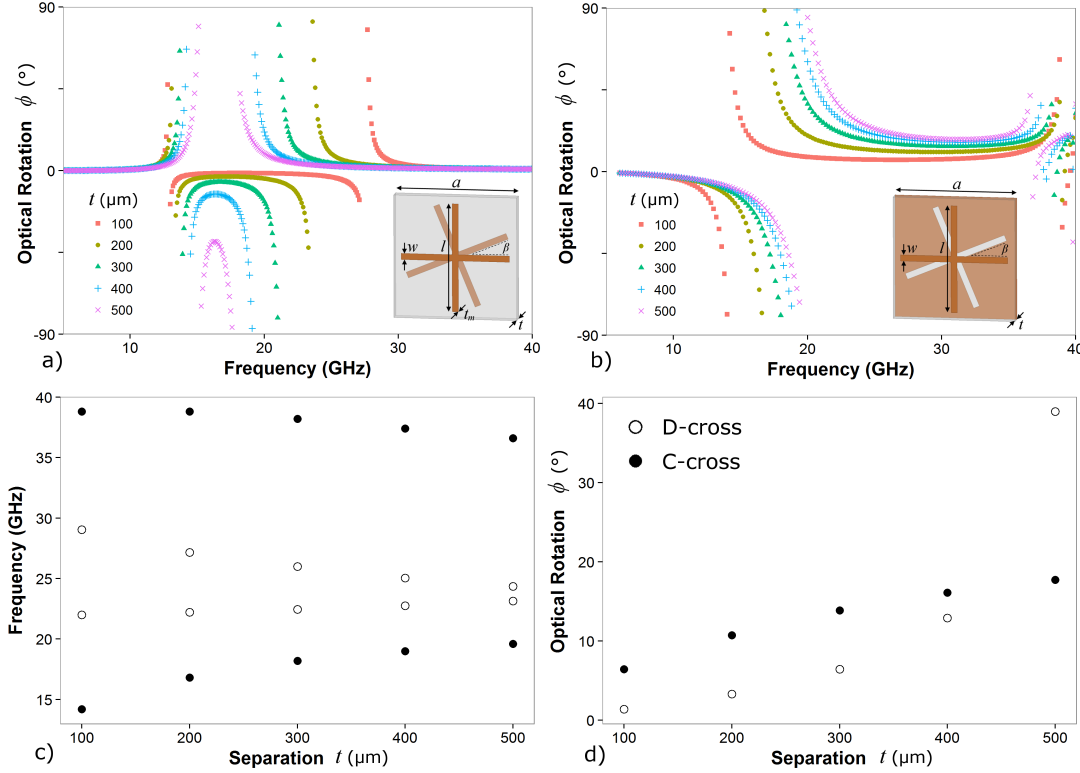 90
0
-90
Optical Rotation ϕ (°)
t (μm)
100
200
300
400
500
a
w
l
β
tₘ
t
10
20
30
40
Frequency (GHz)
a)
90
0
-90
Optical Rotation ϕ (°)
t (μm)
100
200
300
400
500
a
w
l
β
t
10
20
30
40
Frequency (GHz)
b)
40
35
30
25
20
15
Frequency (GHz)
100
200
300
400
500
Separation t (μm)
c)
40
30
20
10
0
Optical Rotation ϕ (°)
D-cross
C-cross
100
200
300
400
500
Separation t (μm)
d)